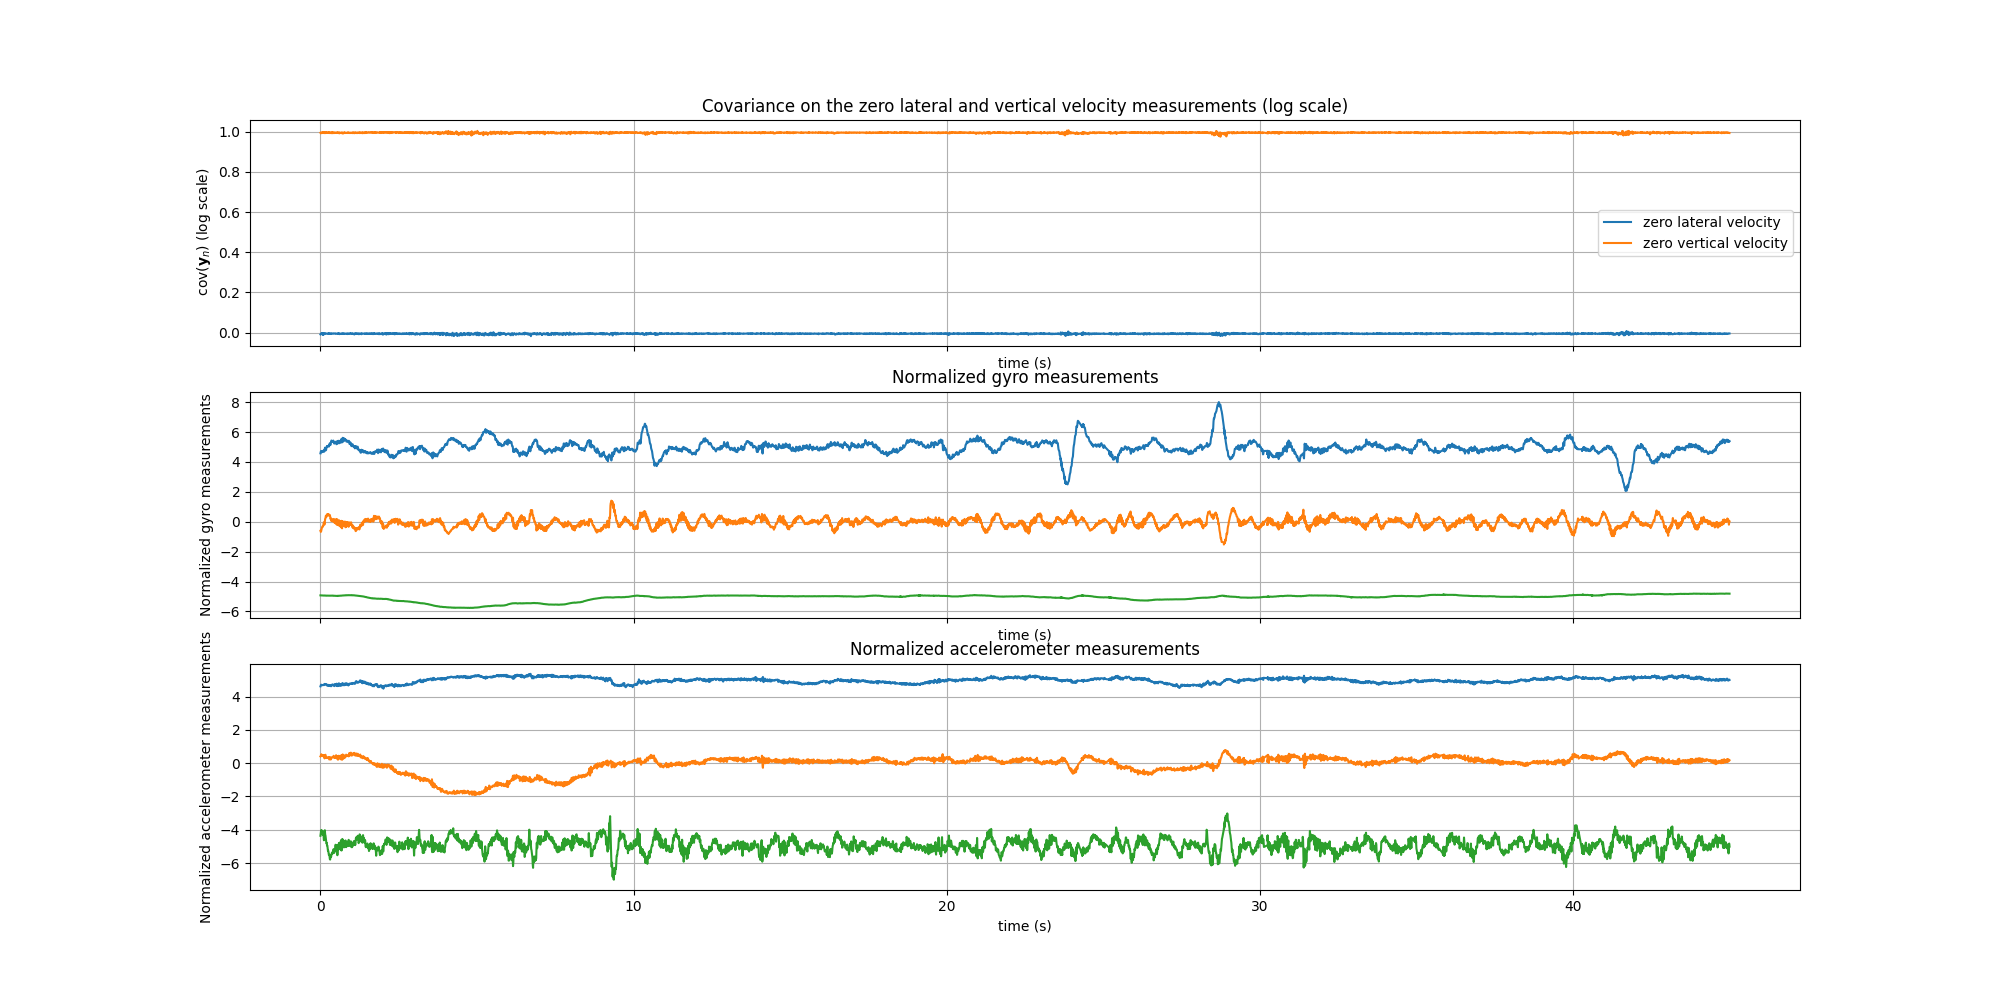 Covariance on the zero lateral and vertical velocity measurements (log scale)
cov(𝐲ₙ) (log scale)
1.0
0.8
0.6
0.4
0.2
0.0
zero lateral velocity
zero vertical velocity
time (s)
Normalized gyro measurements
Normalized gyro measurements
8
6
4
2
0
−2
−4
−6
time (s)
Normalized accelerometer measurements
Normalized accelerometer measurements
4
2
0
−2
−4
−6
0 10 20 30 40
time (s)